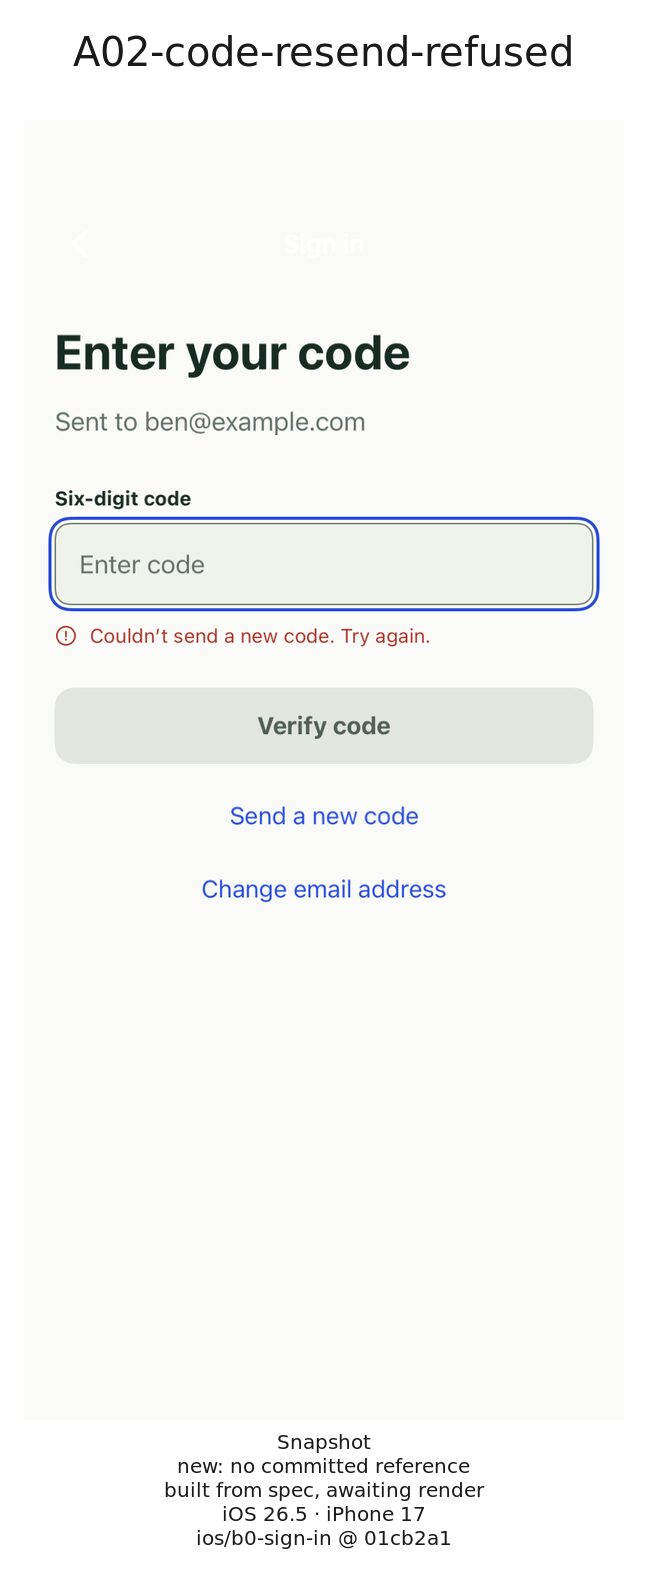 A02-code-resend-refused
Sign in
Enter your code
Sent to ben@example.com
Six-digit code
Enter code
Couldn’t send a new code. Try again.
Verify code
Send a new code
Change email address
Snapshot
new: no committed reference
built from spec, awaiting render
iOS 26.5 · iPhone 17
ios/b0-sign-in @ 01cb2a1